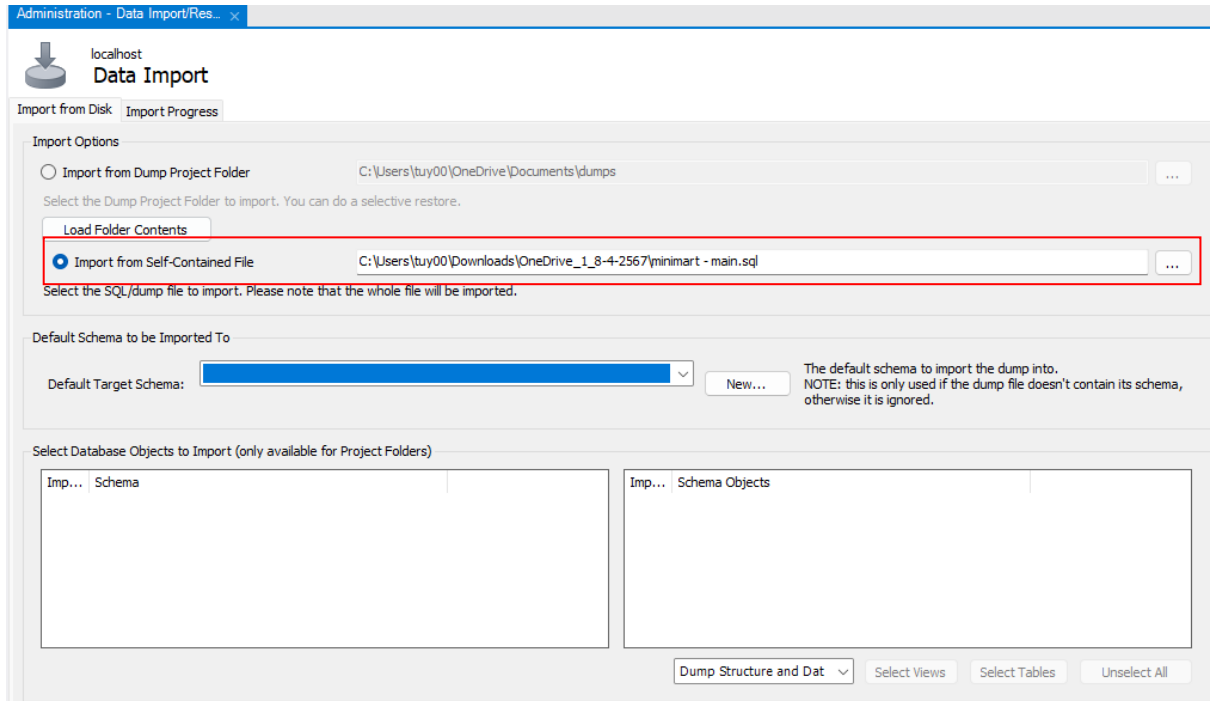 Administration - Data Import/Res...
localhost
Data Import
Import from Disk Import Progress
Import Options
Import from Dump Project Folder C:\Users\tuy00\OneDrive\Documents\dumps ...
Select the Dump Project Folder to import. You can do a selective restore.
Load Folder Contents
Import from Self-Contained File C:\Users\tuy00\Downloads\OneDrive_1_8-4-2567\minimart - main.sql ...
Select the SQL/dump file to import. Please note that the whole file will be imported.
Default Schema to be Imported To
Default Target Schema: New...
The default schema to import the dump into.
NOTE: this is only used if the dump file doesn't contain its schema,
otherwise it is ignored.
Select Database Objects to Import (only available for Project Folders)
Imp... Schema Imp... Schema Objects
Dump Structure and Dat Select Views Select Tables Unselect All